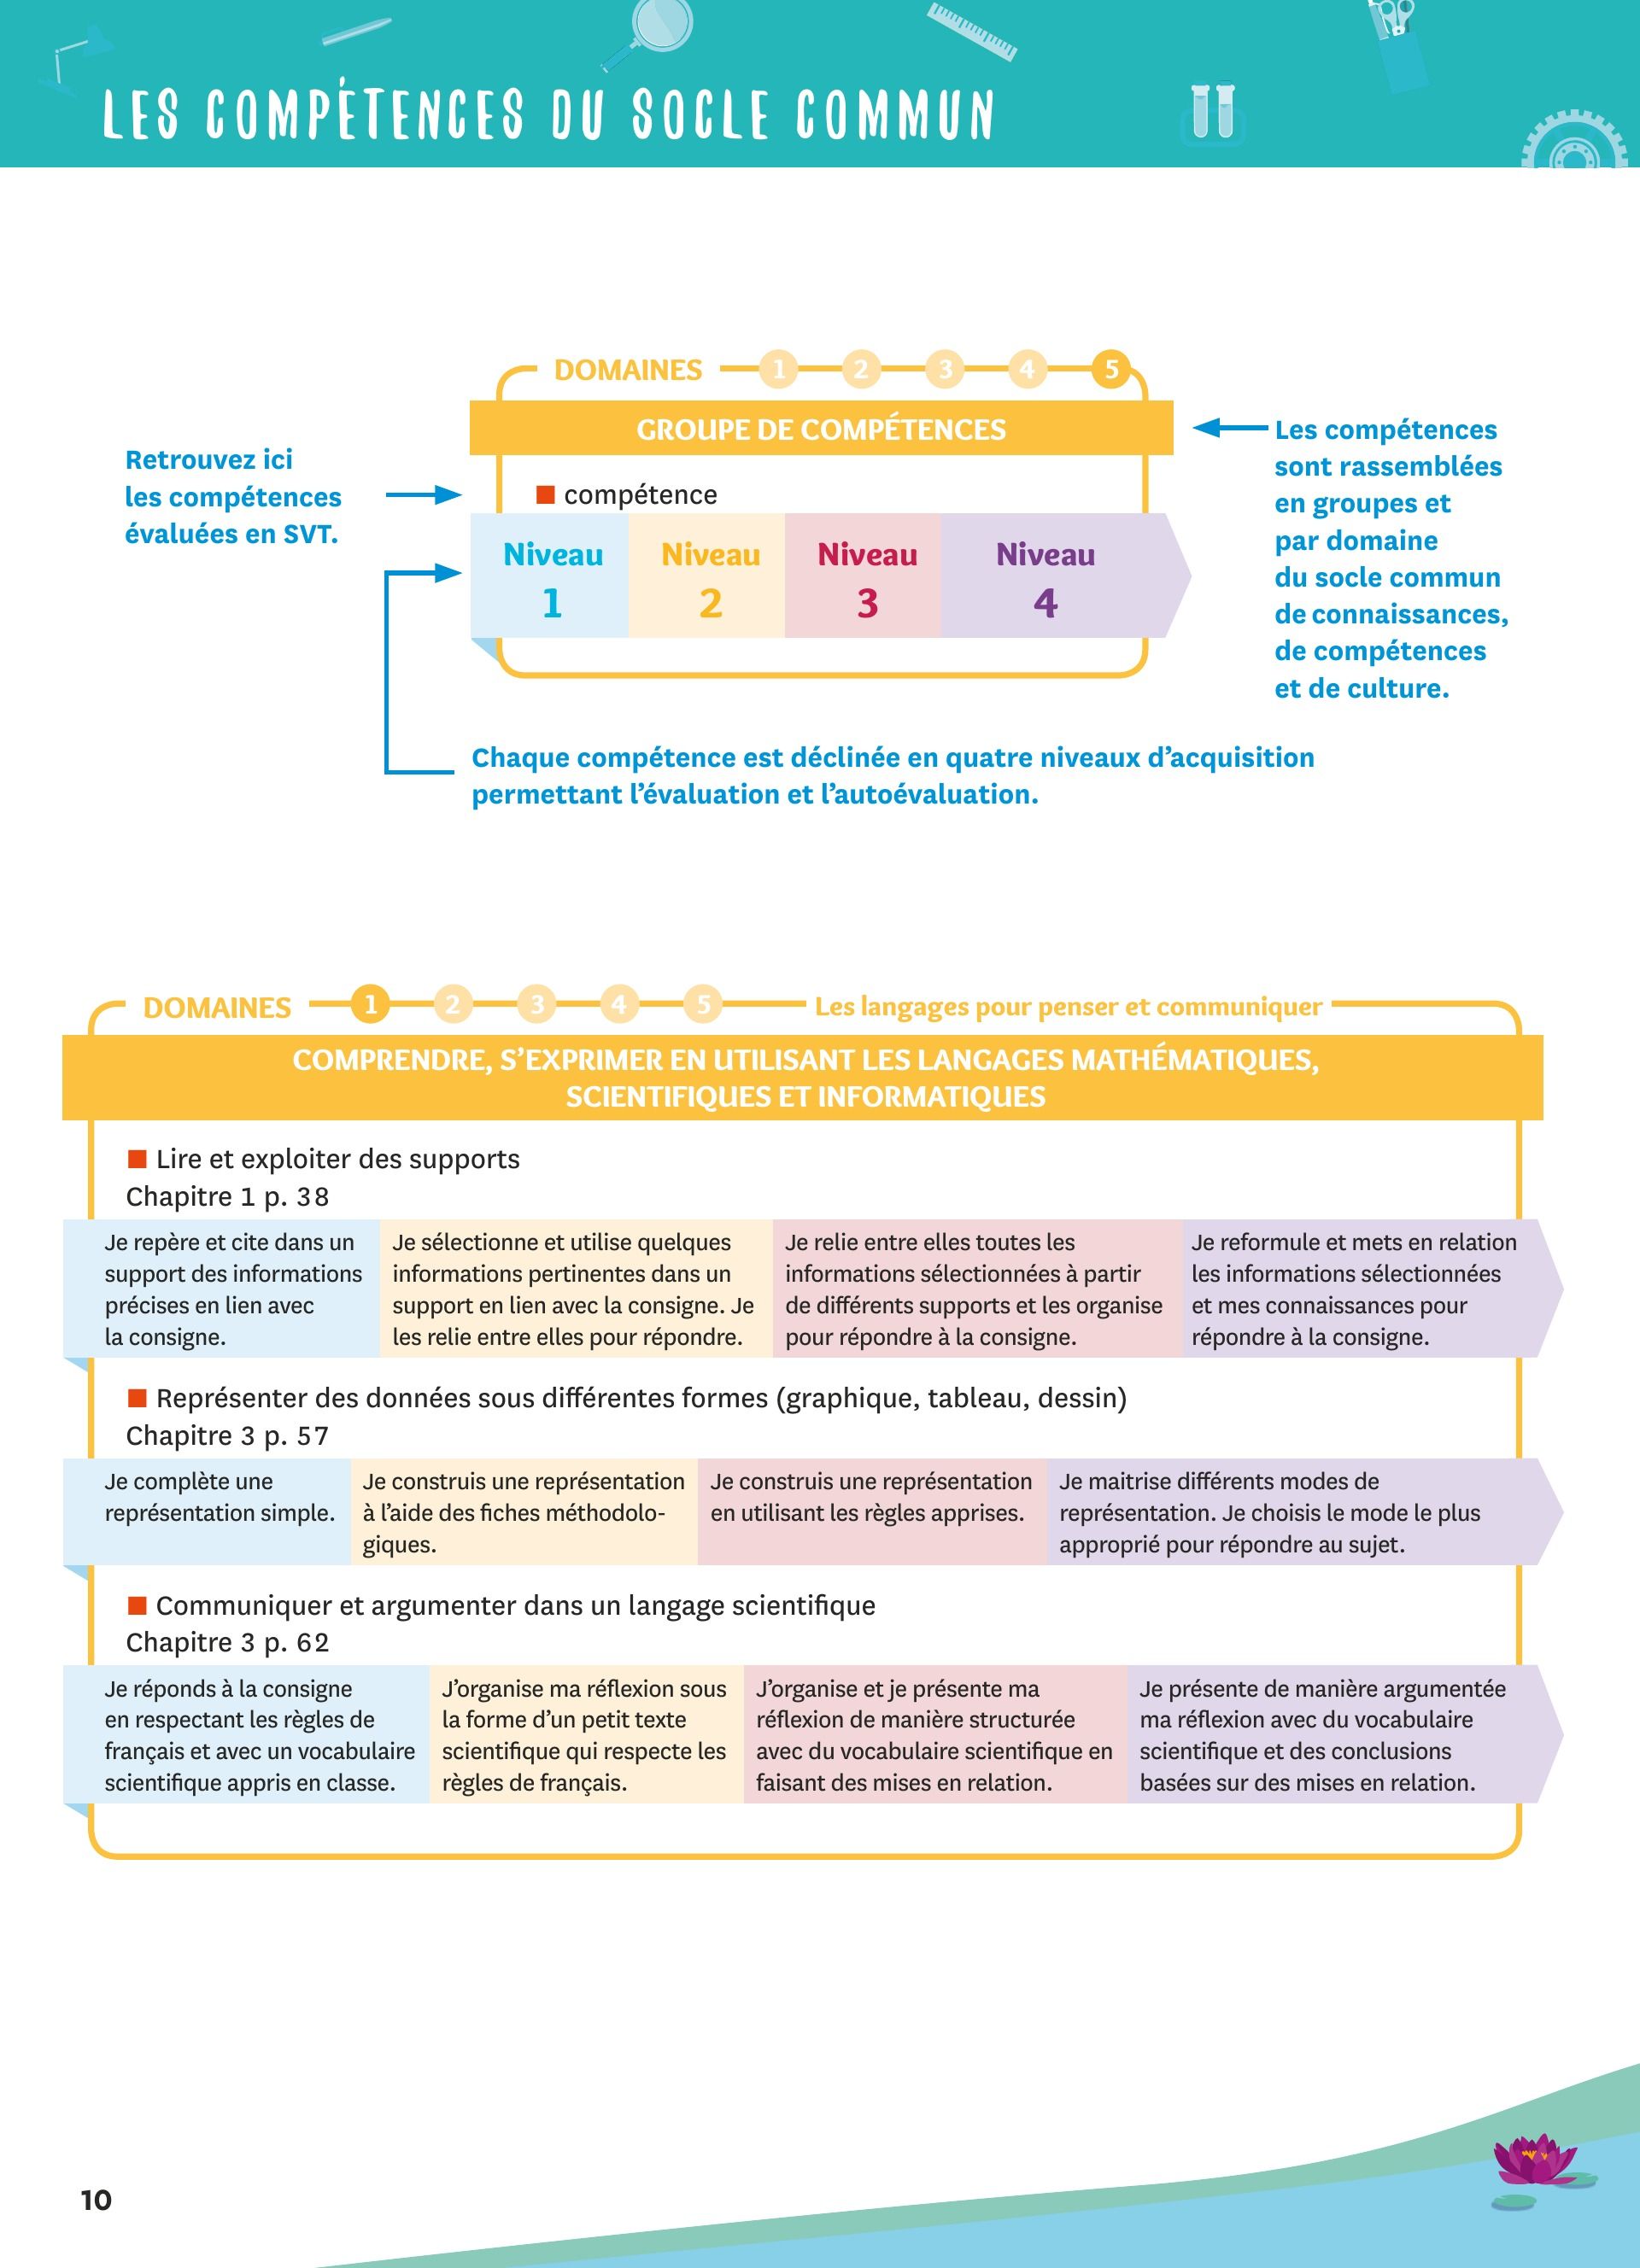 LES COMPÉTENCES DU SOCLE COMMUN
DOMAINES 1 2 3 4 5
GROUPE DE COMPÉTENCES
Retrouvez ici
les compétences
évaluées en SVT.
■ compétence
Niveau 1
Niveau 2
Niveau 3
Niveau 4
Les compétences
sont rassemblées
en groupes et
par domaine
du socle commun
de connaissances,
de compétences
et de culture.
Chaque compétence est déclinée en quatre niveaux d’acquisition
permettant l’évaluation et l’autoévaluation.
DOMAINES 1 2 3 4 5 Les langages pour penser et communiquer
COMPRENDRE, S’EXPRIMER EN UTILISANT LES LANGAGES MATHÉMATIQUES,
SCIENTIFIQUES ET INFORMATIQUES
■ Lire et exploiter des supports
Chapitre 1 p. 38
Je repère et cite dans un
support des informations
précises en lien avec
la consigne.
Je sélectionne et utilise quelques
informations pertinentes dans un
support en lien avec la consigne. Je
les relie entre elles pour répondre.
Je relie entre elles toutes les
informations sélectionnées à partir
de différents supports et les organise
pour répondre à la consigne.
Je reformule et mets en relation
les informations sélectionnées
et mes connaissances pour
répondre à la consigne.
■ Représenter des données sous différentes formes (graphique, tableau, dessin)
Chapitre 3 p. 57
Je complète une
représentation simple.
Je construis une représentation
à l’aide des fiches méthodolo-
giques.
Je construis une représentation
en utilisant les règles apprises.
Je maitrise différents modes de
représentation. Je choisis le mode le plus
approprié pour répondre au sujet.
■ Communiquer et argumenter dans un langage scientifique
Chapitre 3 p. 62
Je réponds à la consigne
en respectant les règles de
français et avec un vocabulaire
scientifique appris en classe.
J’organise ma réflexion sous
la forme d’un petit texte
scientifique qui respecte les
règles de français.
J’organise et je présente ma
réflexion de manière structurée
avec du vocabulaire scientifique en
faisant des mises en relation.
Je présente de manière argumentée
ma réflexion avec du vocabulaire
scientifique et des conclusions
basées sur des mises en relation.
10